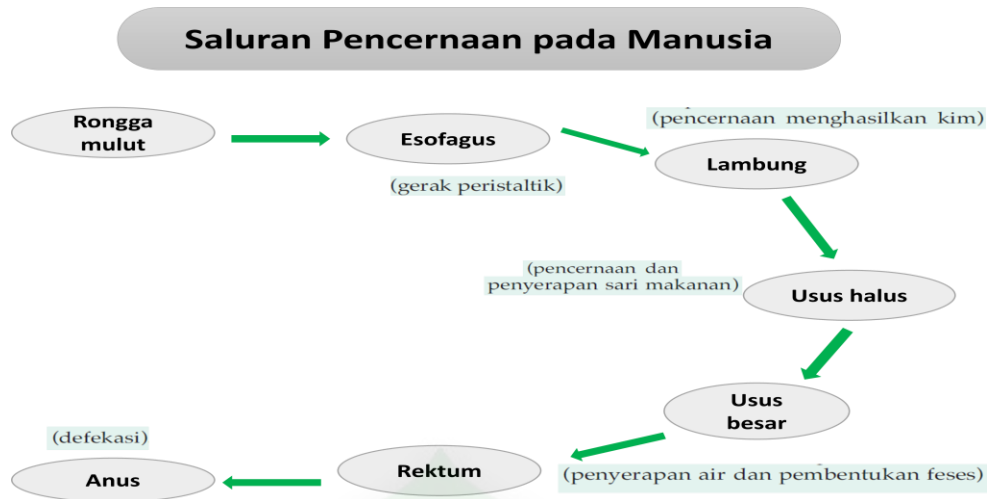 Saluran Pencernaan pada Manusia
Rongga
mulut
Esofagus
(gerak peristaltik)
(pencernaan menghasilkan kim)
Lambung
(pencernaan dan
penyerapan sari makanan)
Usus halus
Usus
besar
(penyerapan air dan pembentukan feses)
Rektum
(defekasi)
Anus